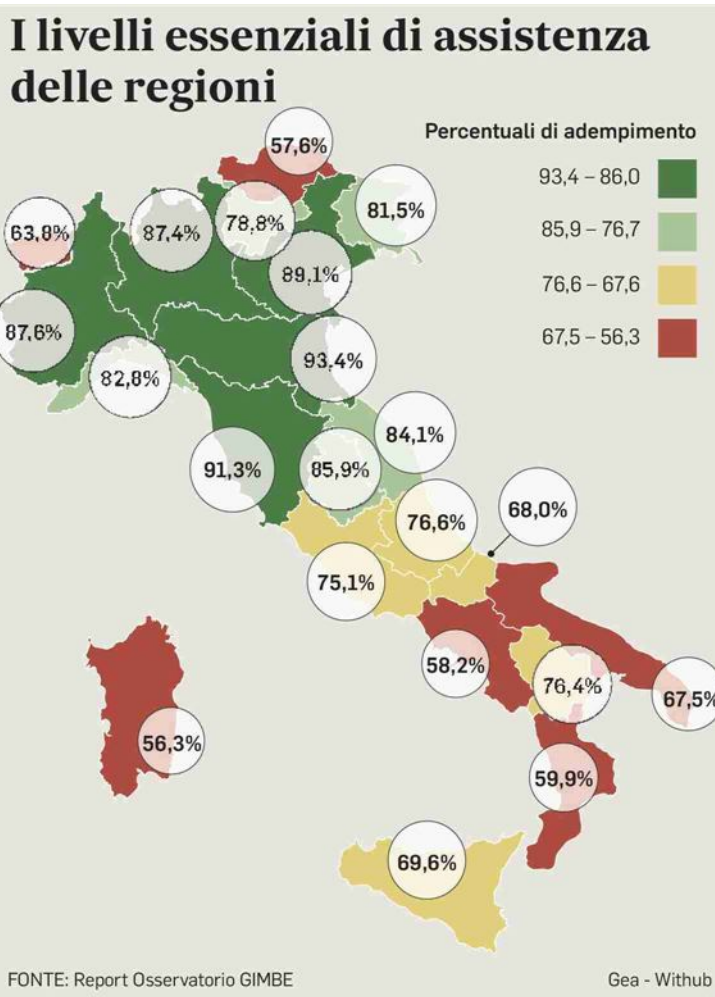 I livelli essenziali di assistenza
delle regioni
Percentuali di adempimento
93,4 – 86,0
85,9 – 76,7
76,6 – 67,6
67,5 – 56,3
57,6%
63,8%
87,4%
78,8%
81,5%
89,1%
87,6%
82,8%
93,4%
84,1%
91,3%
85,9%
76,6%
68,0%
75,1%
58,2%
76,4%
67,5%
56,3%
59,9%
69,6%
FONTE: Report Osservatorio GIMBE
Gea - Withub